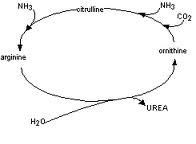 NH3 citrulline NH3
CO2
arginine ornithine
H2O UREA